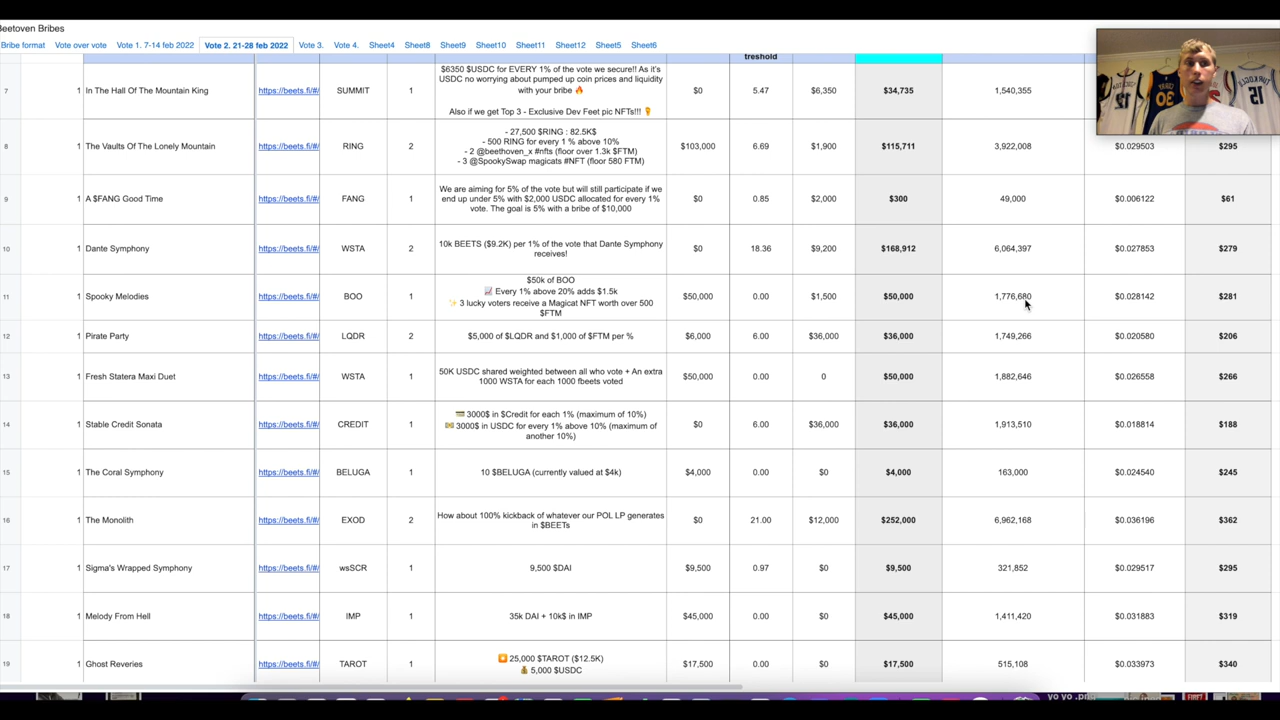 Beetoven Bribes
Bribe format Vote over vote Vote 1. 7-14 feb 2022 Vote 2. 21-28 feb 2022 Vote 3. Vote 4. Sheet4 Sheet8 Sheet9 Sheet10 Sheet11 Sheet12 Sheet5 Sheet6
treshold
$6350 $USDC for EVERY 1% of the vote we secure!! As it's
USDC no worrying about pumped up coin prices and liquidity
with your bribe 🔥
Also if we get Top 3 - Exclusive Dev Feet pic NFTs!!!
7 1 In The Hall Of The Mountain King https://beets.fi/#/ SUMMIT 1 $0 5.47 $6,350 $34,735 1,540,355
- 27,500 $RING : 82.5K$
- 500 RING for every 1 % above 10%
- 2 @beethoven_x #nfts (floor over 1.3k $FTM)
- 3 @SpookySwap magicats #NFT (floor 580 FTM)
8 1 The Vaults Of The Lonely Mountain https://beets.fi/#/ RING 2 $103,000 6.69 $1,900 $115,711 3,922,008 $0.029503 $295
We are aiming for 5% of the vote but will still participate if we
end up under 5% with $2,000 USDC allocated for every 1%
vote. The goal is 5% with a bribe of $10,000
9 1 A $FANG Good Time https://beets.fi/#/ FANG 1 $0 0.85 $2,000 $300 49,000 $0.006122 $61
10k BEETS ($9.2K) per 1% of the vote that Dante Symphony
receives!
10 1 Dante Symphony https://beets.fi/#/ WSTA 2 $0 18.36 $9,200 $168,912 6,064,397 $0.027853 $279
$50k of BOO
📈 Every 1% above 20% adds $1.5k
✨ 3 lucky voters receive a Magicat NFT worth over 500
$FTM
11 1 Spooky Melodies https://beets.fi/#/ BOO 1 $50,000 0.00 $1,500 $50,000 1,776,680 $0.028142 $281
12 1 Pirate Party https://beets.fi/#/ LQDR 2 $5,000 of $LQDR and $1,000 of $FTM per % $6,000 6.00 $36,000 $36,000 1,749,266 $0.020580 $206
50K USDC shared weighted between all who vote + An extra
1000 WSTA for each 1000 fbeets voted
13 1 Fresh Statera Maxi Duet https://beets.fi/#/ WSTA 1 $50,000 0.00 0 $50,000 1,882,646 $0.026558 $266
💳 3000$ in $Credit for each 1% (maximum of 10%)
💵 3000$ in USDC for every 1% above 10% (maximum of
another 10%)
14 1 Stable Credit Sonata https://beets.fi/#/ CREDIT 1 $0 6.00 $36,000 $36,000 1,913,510 $0.018814 $188
15 1 The Coral Symphony https://beets.fi/#/ BELUGA 1 10 $BELUGA (currently valued at $4k) $4,000 0.00 $0 $4,000 163,000 $0.024540 $245
How about 100% kickback of whatever our POL LP generates
in $BEETs
16 1 The Monolith https://beets.fi/#/ EXOD 2 $0 21.00 $12,000 $252,000 6,962,168 $0.036196 $362
17 1 Sigma's Wrapped Symphony https://beets.fi/#/ wsSCR 1 9,500 $DAI $9,500 0.97 $0 $9,500 321,852 $0.029517 $295
18 1 Melody From Hell https://beets.fi/#/ IMP 1 35k DAI + 10k$ in IMP $45,000 0.00 $0 $45,000 1,411,420 $0.031883 $319
25,000 $TAROT ($12.5K)
💰 5,000 $USDC
19 1 Ghost Reveries https://beets.fi/#/ TAROT 1 $17,500 0.00 $0 $17,500 515,108 $0.033973 $340